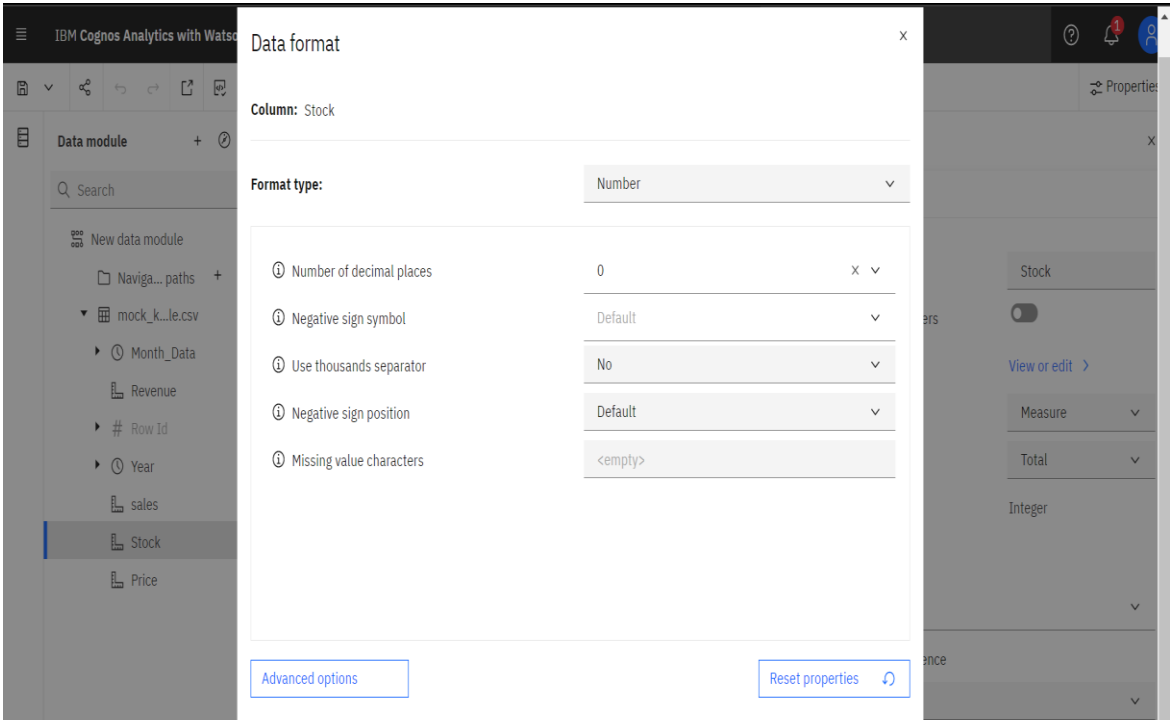 IBM Cognos Analytics with Watso
1
Data format
X
Column: Stock
Properties
Data module
+
X
Search
Format type:
Number
New data module
Naviga... paths
+
Number of decimal places
0
X
Stock
mock_k...le.csv
Negative sign symbol
Default
ers
Month_Data
Use thousands separator
No
View or edit
Revenue
Negative sign position
Default
Measure
# Row Id
Missing value characters
<empty>
Total
Year
sales
Integer
Stock
Price
ence
Advanced options
Reset properties